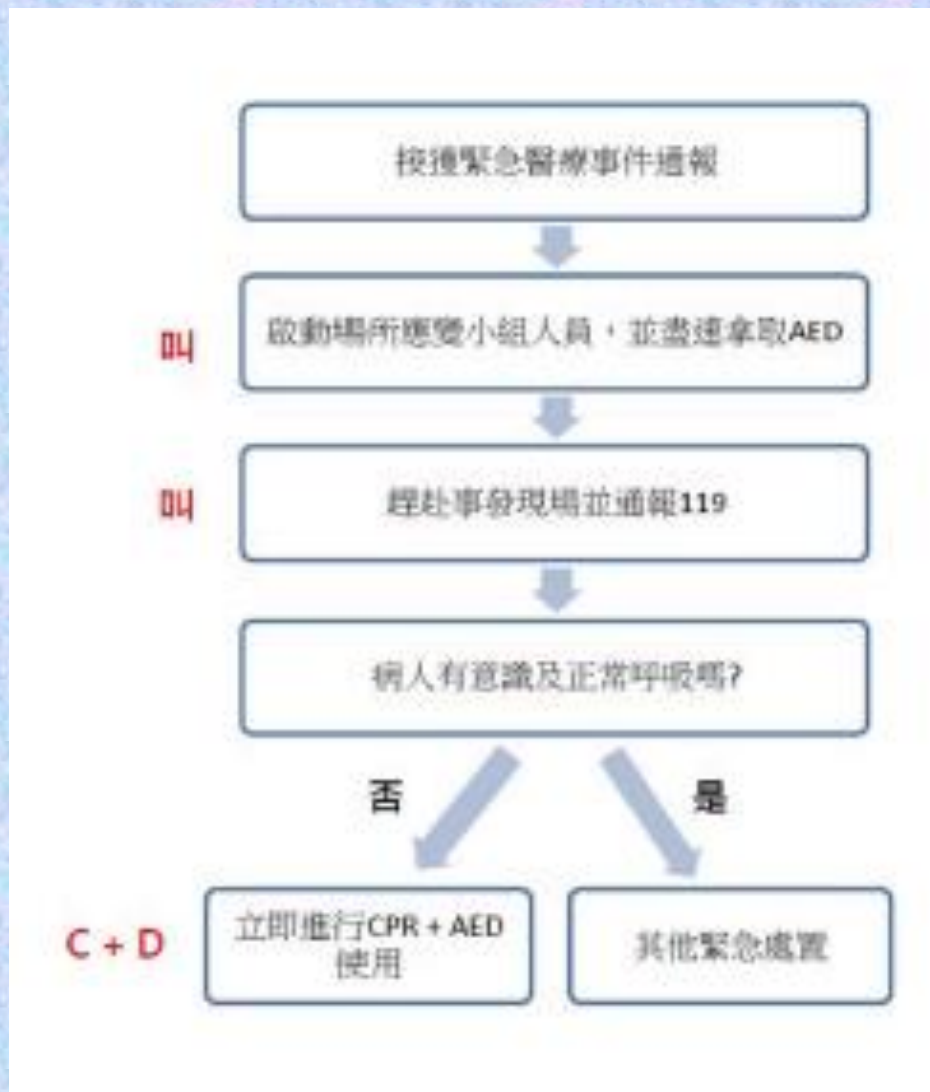 接獲緊急醫療事件通報
叫
啟動場所應變小組人員，並盡速拿取AED
叫
趕赴事發現場並通報119
病人有意識及正常呼吸嗎?
否
是
C + D
立即進行CPR + AED
使用
其他緊急處置